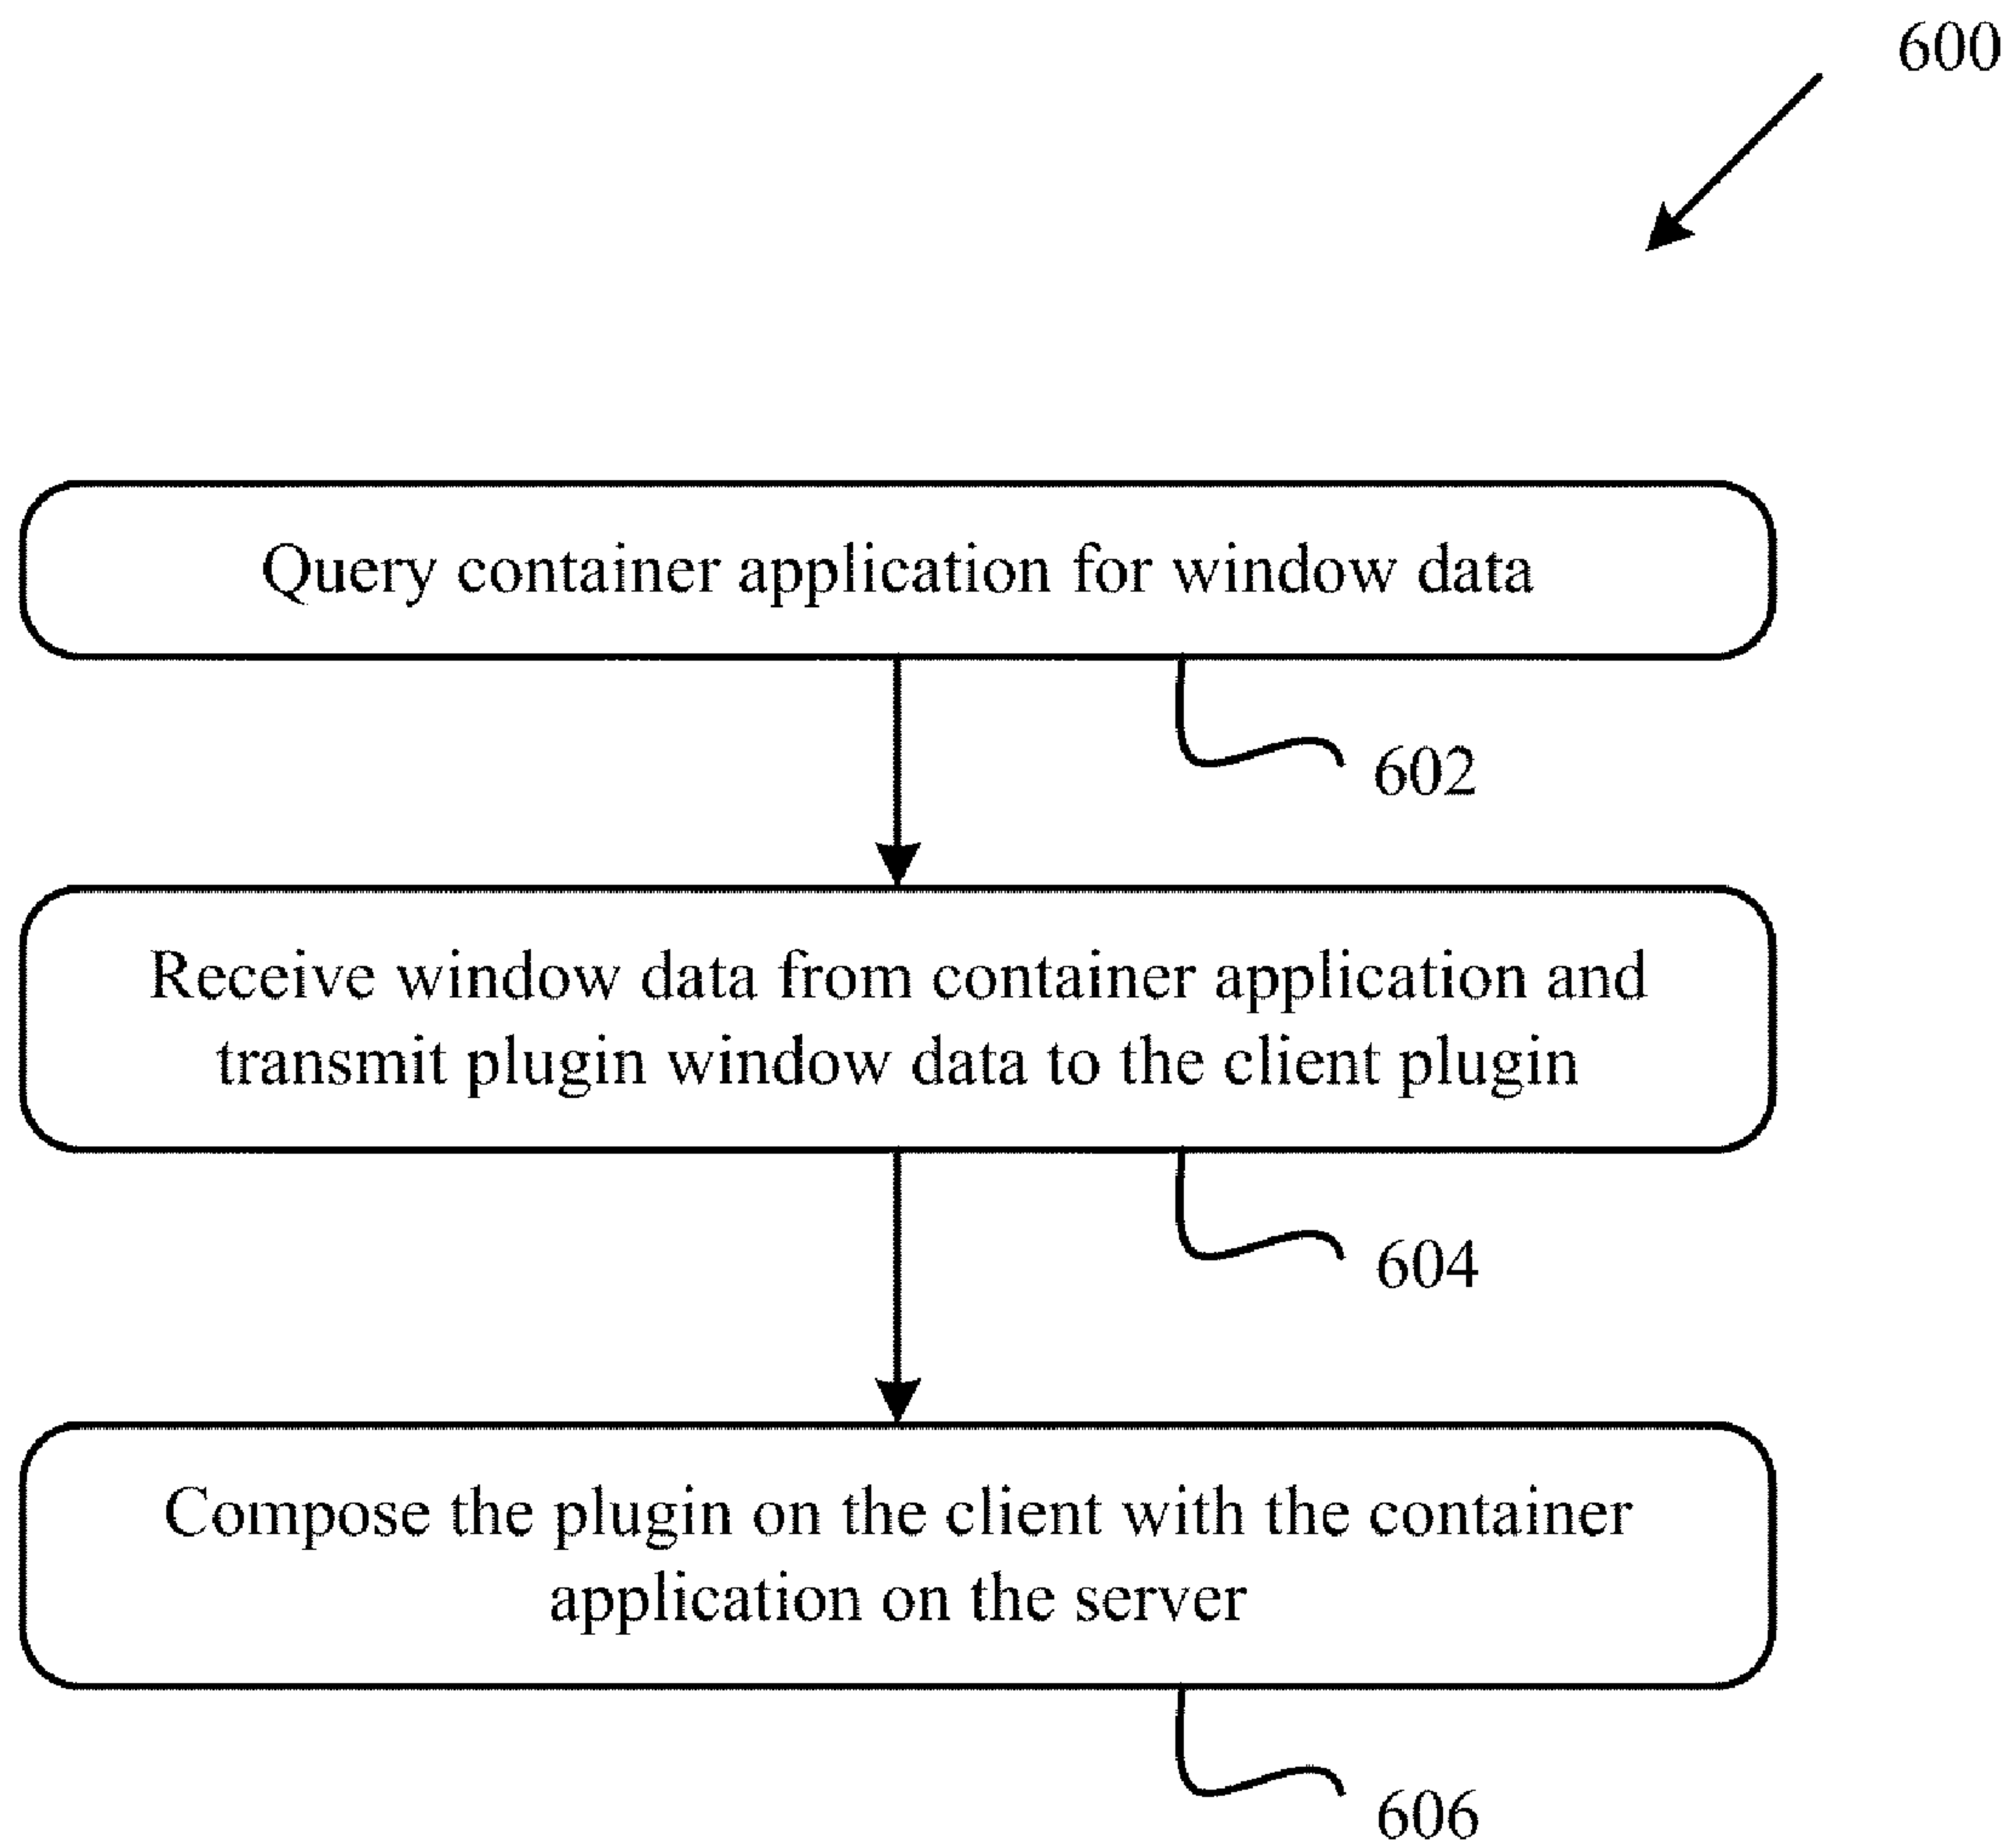 600
Query container application for window data
602
Receive window data from container application and
transmit plugin window data to the client plugin
604
Compose the plugin on the client with the container
application on the server
606